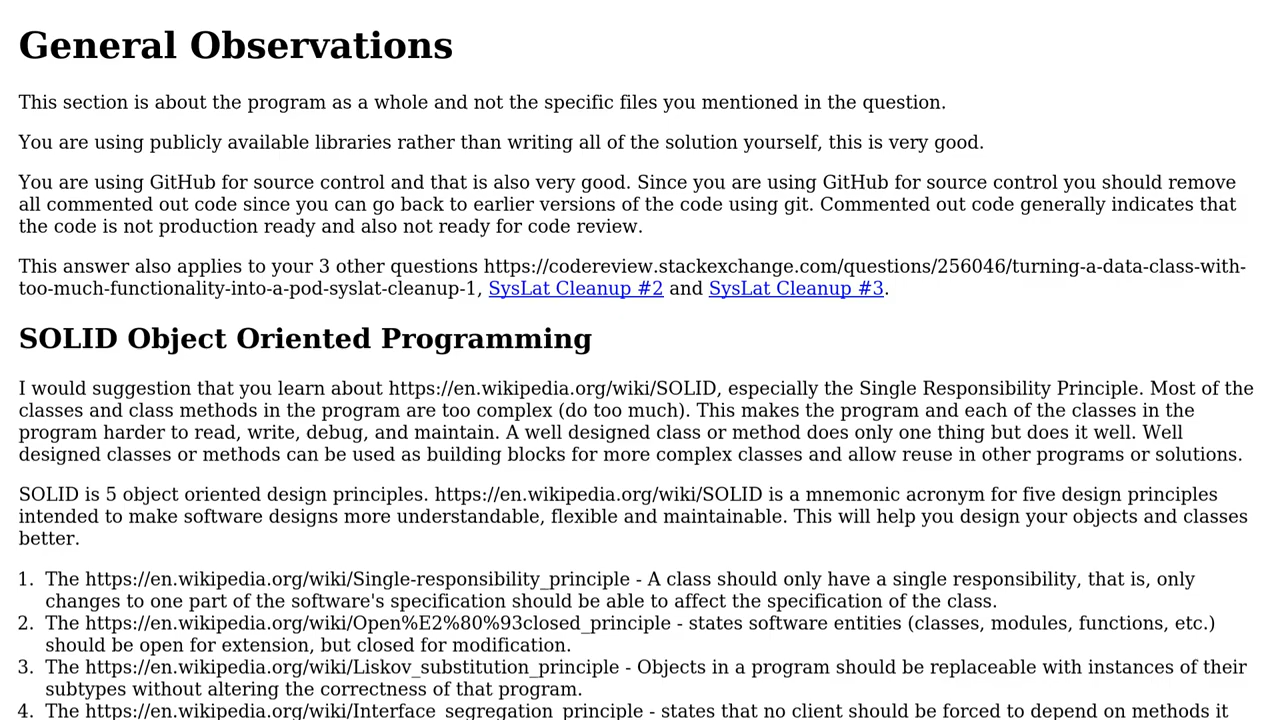 General Observations
This section is about the program as a whole and not the specific files you mentioned in the question.
You are using publicly available libraries rather than writing all of the solution yourself, this is very good.
You are using GitHub for source control and that is also very good. Since you are using GitHub for source control you should remove
all commented out code since you can go back to earlier versions of the code using git. Commented out code generally indicates that
the code is not production ready and also not ready for code review.
This answer also applies to your 3 other questions https://codereview.stackexchange.com/questions/256046/turning-a-data-class-with-
too-much-functionality-into-a-pod-syslat-cleanup-1, SysLat Cleanup #2 and SysLat Cleanup #3.
SOLID Object Oriented Programming
I would suggestion that you learn about https://en.wikipedia.org/wiki/SOLID, especially the Single Responsibility Principle. Most of the
classes and class methods in the program are too complex (do too much). This makes the program and each of the classes in the
program harder to read, write, debug, and maintain. A well designed class or method does only one thing but does it well. Well
designed classes or methods can be used as building blocks for more complex classes and allow reuse in other programs or solutions.
SOLID is 5 object oriented design principles. https://en.wikipedia.org/wiki/SOLID is a mnemonic acronym for five design principles
intended to make software designs more understandable, flexible and maintainable. This will help you design your objects and classes
better.
1. The https://en.wikipedia.org/wiki/Single-responsibility_principle - A class should only have a single responsibility, that is, only
changes to one part of the software's specification should be able to affect the specification of the class.
2. The https://en.wikipedia.org/wiki/Open%E2%80%93closed_principle - states software entities (classes, modules, functions, etc.)
should be open for extension, but closed for modification.
3. The https://en.wikipedia.org/wiki/Liskov_substitution_principle - Objects in a program should be replaceable with instances of their
subtypes without altering the correctness of that program.
4. The https://en.wikipedia.org/wiki/Interface_segregation_principle - states that no client should be forced to depend on methods it